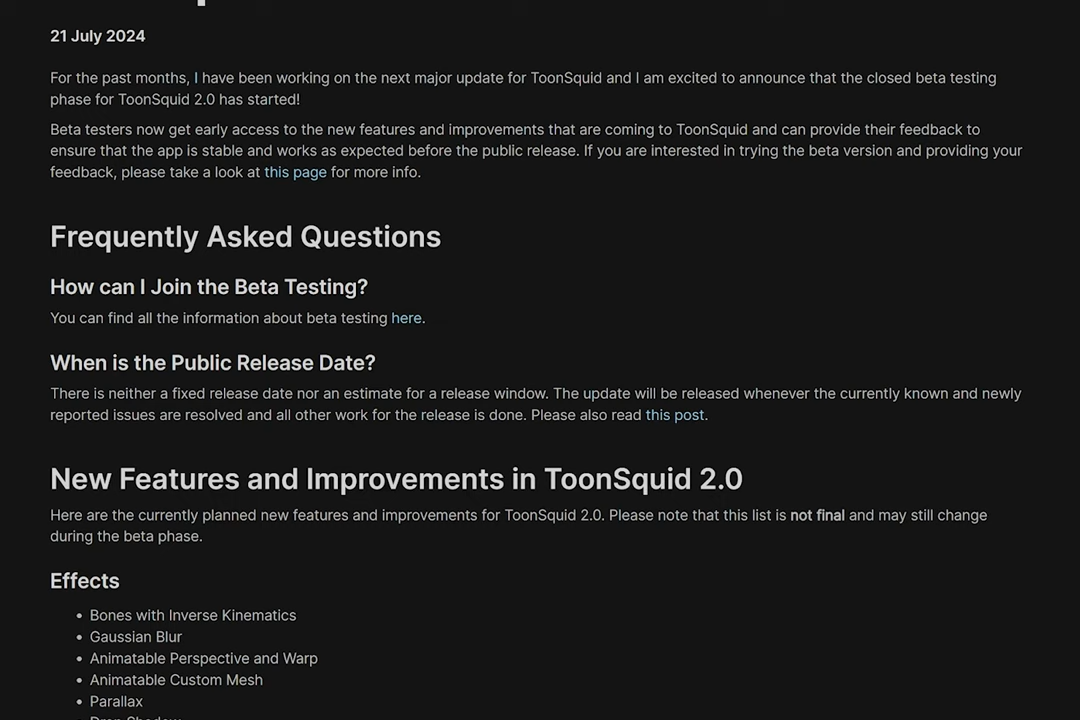 21 July 2024
For the past months, I have been working on the next major update for ToonSquid and I am excited to announce that the closed beta testing
phase for ToonSquid 2.0 has started!
Beta testers now get early access to the new features and improvements that are coming to ToonSquid and can provide their feedback to
ensure that the app is stable and works as expected before the public release. If you are interested in trying the beta version and providing your
feedback, please take a look at this page for more info.
Frequently Asked Questions
How can I Join the Beta Testing?
You can find all the information about beta testing here.
When is the Public Release Date?
There is neither a fixed release date nor an estimate for a release window. The update will be released whenever the currently known and newly
reported issues are resolved and all other work for the release is done. Please also read this post.
New Features and Improvements in ToonSquid 2.0
Here are the currently planned new features and improvements for ToonSquid 2.0. Please note that this list is not final and may still change
during the beta phase.
Effects
• Bones with Inverse Kinematics
• Gaussian Blur
• Animatable Perspective and Warp
• Animatable Custom Mesh
• Parallax
• Drop Shadow